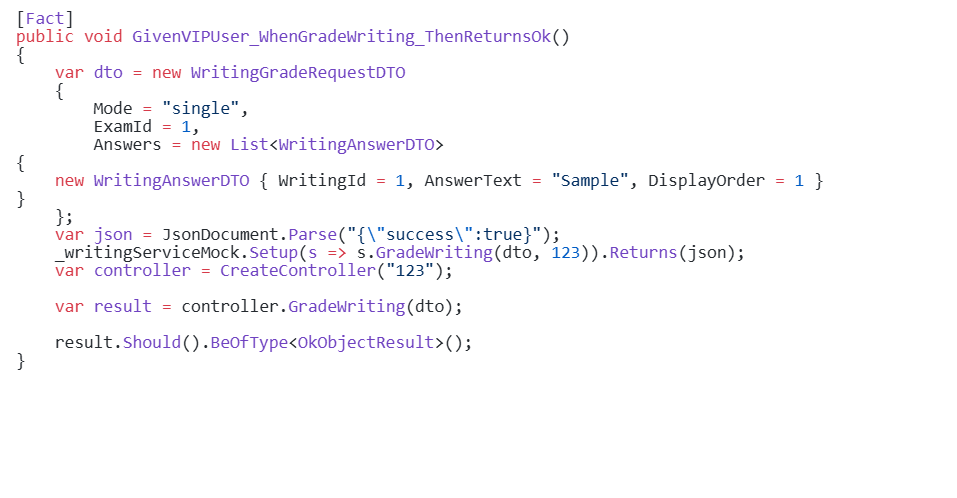 [Fact]
public void GivenVIPUser_WhenGradeWriting_ThenReturnsOk()
{
    var dto = new WritingGradeRequestDTO
    {
        Mode = "single",
        ExamId = 1,
        Answers = new List<WritingAnswerDTO>
{
    new WritingAnswerDTO { WritingId = 1, AnswerText = "Sample", DisplayOrder = 1 }
}
    };
    var json = JsonDocument.Parse("{\"success\":true}");
    _writingServiceMock.Setup(s => s.GradeWriting(dto, 123)).Returns(json);
    var controller = CreateController("123");

    var result = controller.GradeWriting(dto);

    result.Should().BeOfType<OkObjectResult>();
}